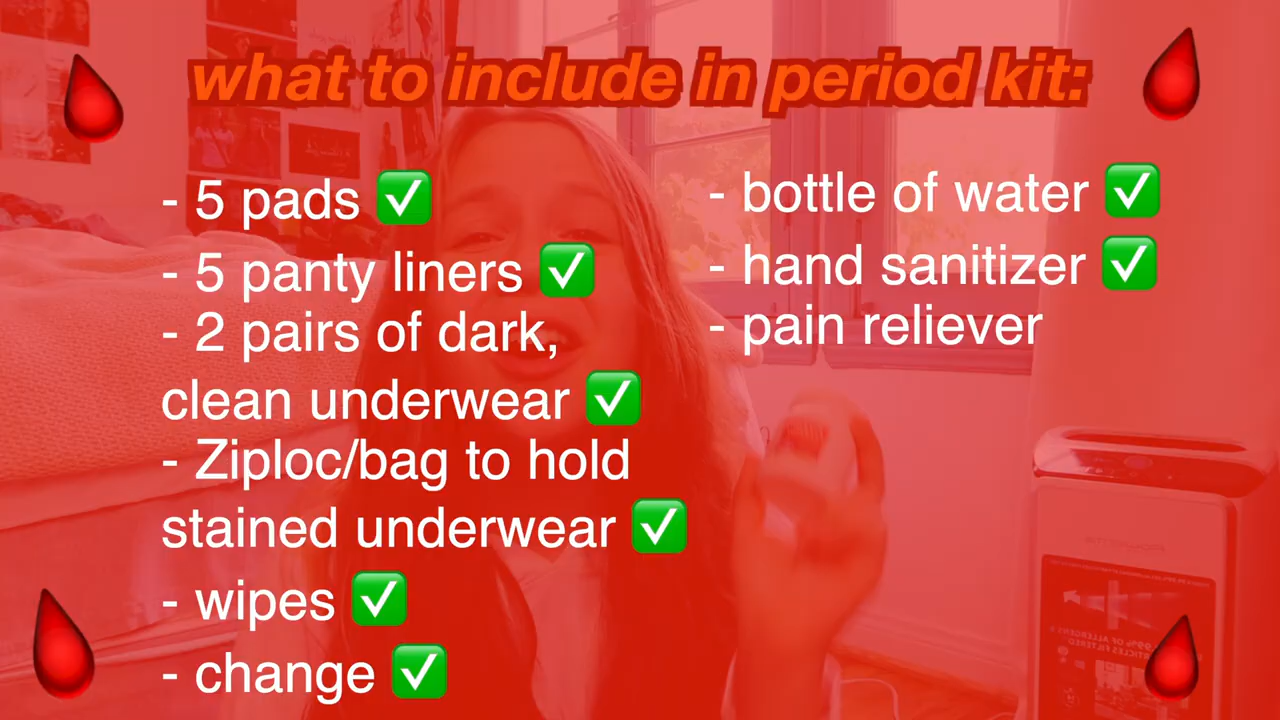 what to include in period kit:
- 5 pads ✅
- 5 panty liners ✅
- 2 pairs of dark,
clean underwear ✅
- Ziploc/bag to hold
stained underwear ✅
- wipes ✅
- change ✅
- bottle of water ✅
- hand sanitizer ✅
- pain reliever